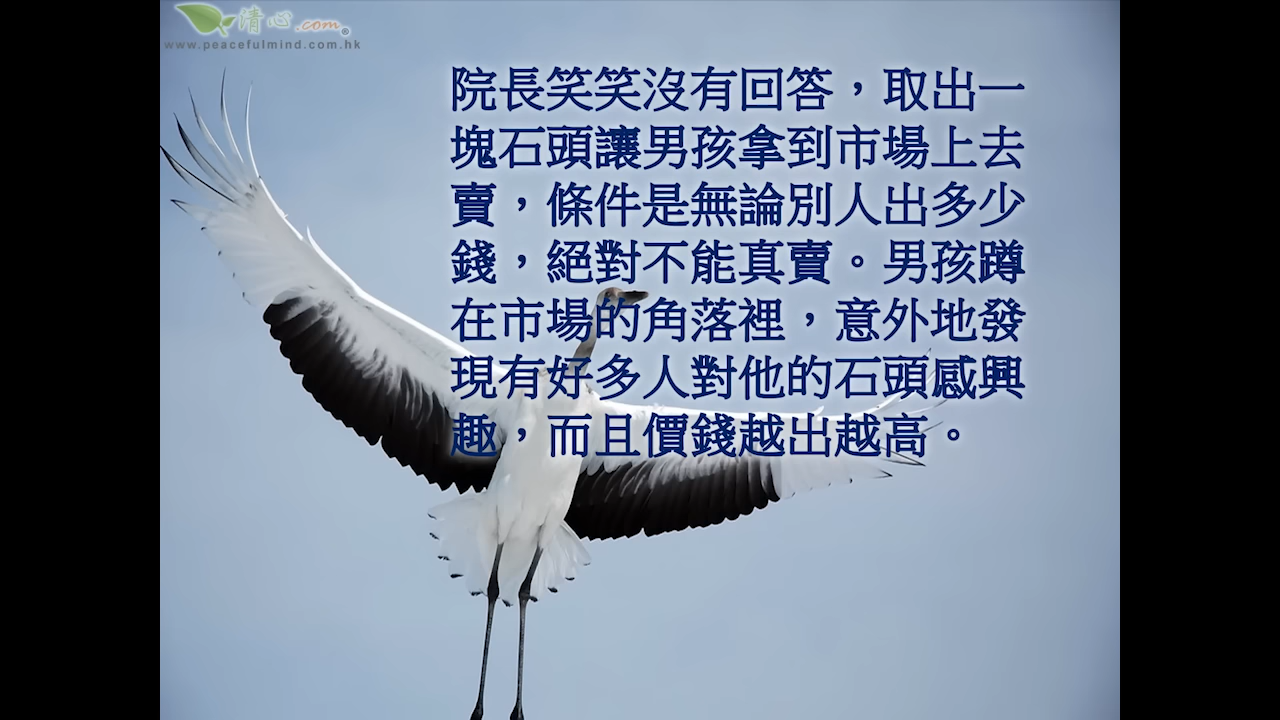 清心.com®
www.peacefulmind.com.hk
院長笑笑沒有回答，取出一
塊石頭讓男孩拿到市場上去
賣，條件是無論別人出多少
錢，絕對不能真賣。男孩蹲
在市場的角落裡，意外地發
現有好多人對他的石頭感興
趣，而且價錢越出越高。